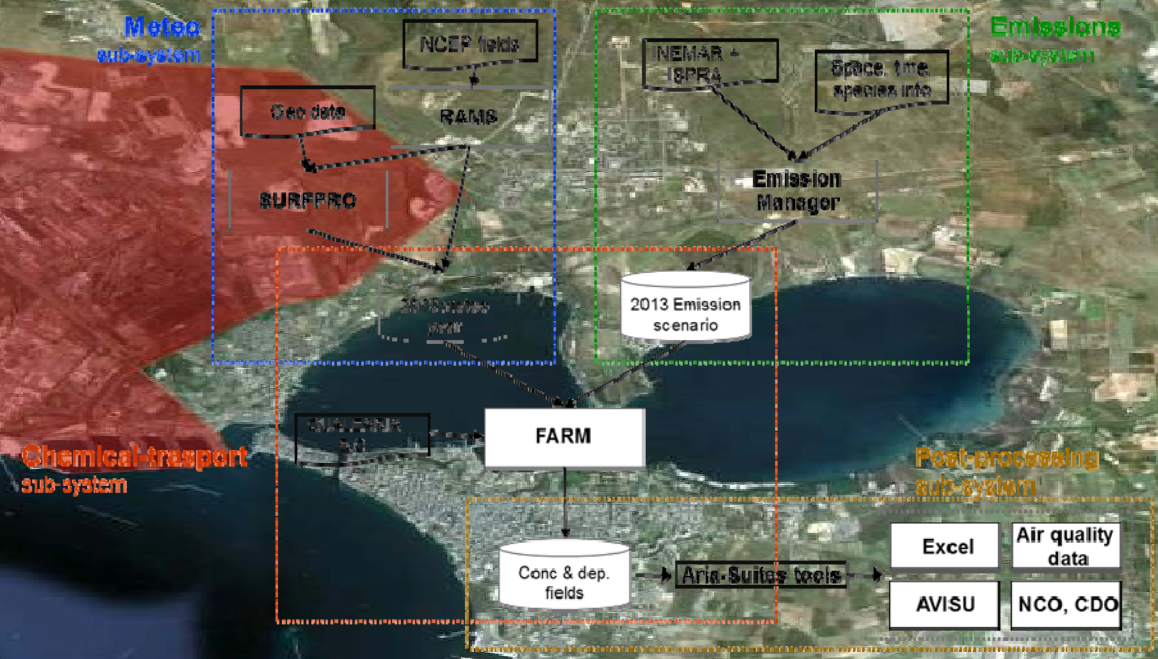 Meteo
sub-system
Emissions
sub-system
NCEP fields
INEMAR +
ISPRA
Space, time,
species info
Geo data
RAMS
SURFPRO
Emission
Manager
2013 Emission
scenario
year
FARM
Chemical-trasport
sub-system
Post-processing
sub-system
Conc & dep.
fields
Aria-Suites tools
Excel
Air quality
data
AVISU
NCO, CDO